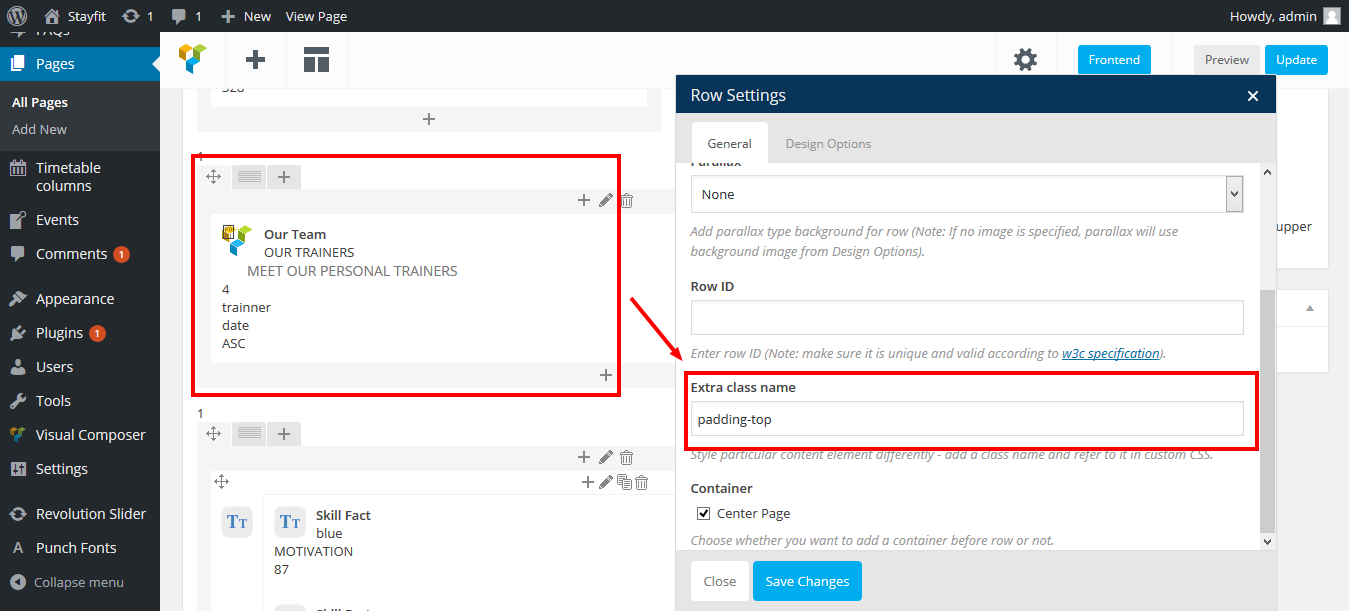 Stayfit
1
1
New
View Page
Howdy, admin
FAQs
Pages
All Pages
Add New
Timetable
columns
Events
Comments 1
Appearance
Plugins 1
Users
Tools
Visual Composer
Settings
Revolution Slider
Punch Fonts
Collapse menu
Frontend
Preview
Update
328
1
Our Team
OUR TRAINERS
MEET OUR PERSONAL TRAINERS
4
trainner
date
ASC
1
Tт
Tт
Skill Fact
blue
MOTIVATION
87
Skill Fact
Row Settings
General
Design Options
Parallax
None
Add parallax type background for row (Note: If no image is specified, parallax will use
background image from Design Options).
Row ID
Enter row ID (Note: make sure it is unique and valid according to w3c specification).
Extra class name
padding-top
Style particular content element differently - add a class name and refer to it in custom CSS.
Container
Center Page
Choose whether you want to add a container before row or not.
Close
Save Changes
upper